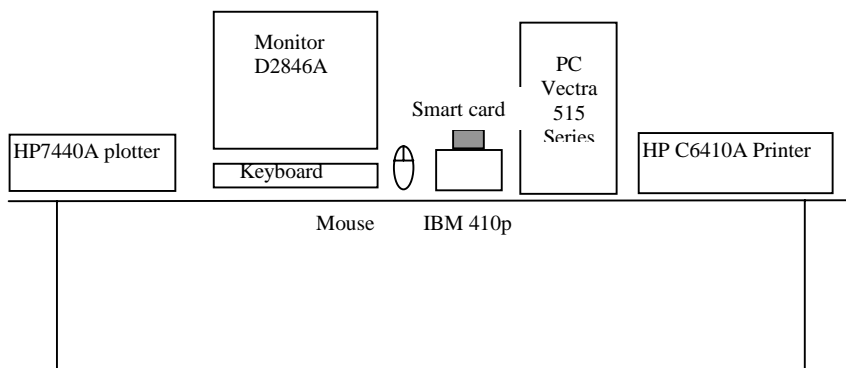 Monitor
D2846A
PC
Vectra
515
Series
Smart card
HP7440A plotter
Keyboard
HP C6410A Printer
Mouse
IBM 410p